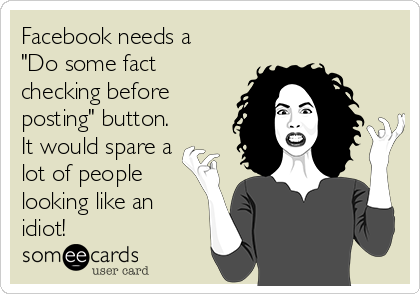 Facebook needs a
"Do some fact
checking before
posting" button.
It would spare a
lot of people
looking like an
idiot!
someecards
user card